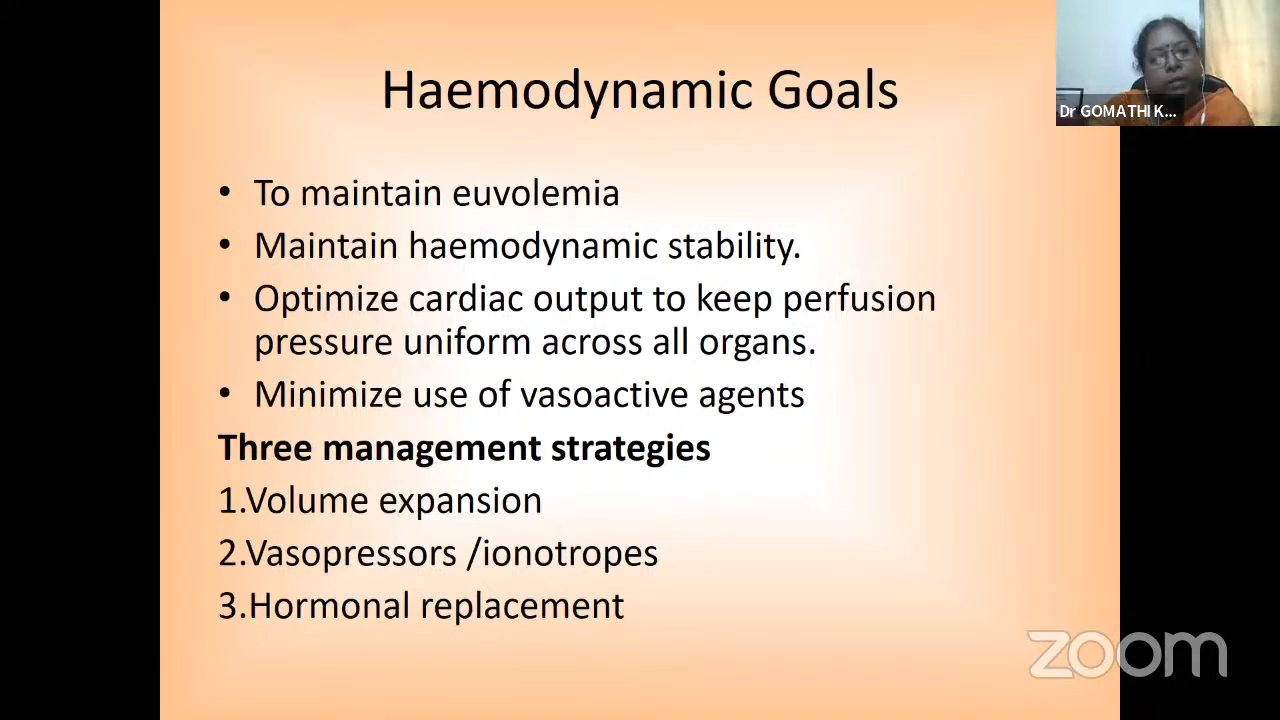 Haemodynamic Goals
Dr GOMATHI K...
• To maintain euvolemia
• Maintain haemodynamic stability.
• Optimize cardiac output to keep perfusion
pressure uniform across all organs.
• Minimize use of vasoactive agents
Three management strategies
1.Volume expansion
2.Vasopressors /ionotropes
3.Hormonal replacement
zoom